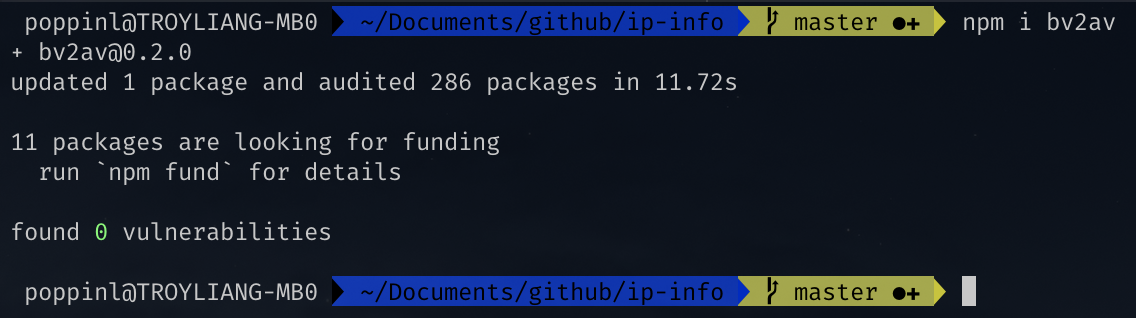 poppinl@TROYLIANG-MB0 ~/Documents/github/ip-info master ●+ npm i bv2av
+ bv2av@0.2.0
updated 1 package and audited 286 packages in 11.72s
11 packages are looking for funding
run `npm fund` for details
found 0 vulnerabilities
poppinl@TROYLIANG-MB0 ~/Documents/github/ip-info master ●+